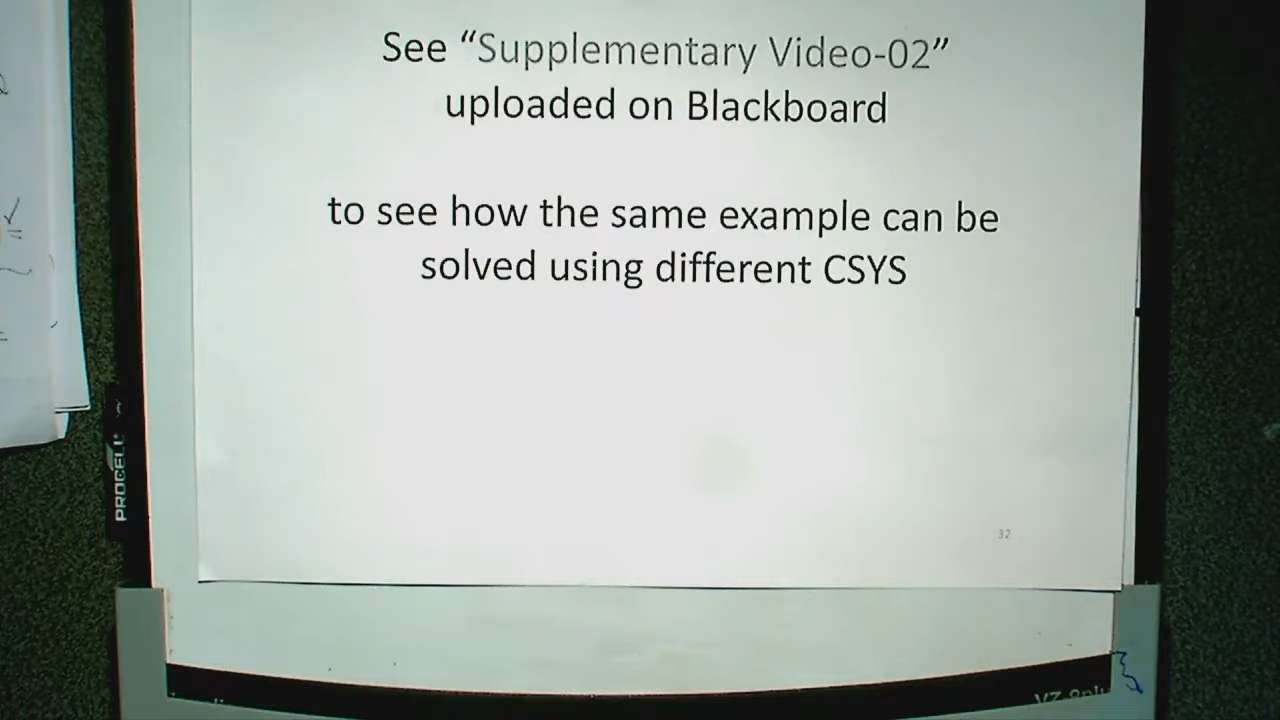 See “Supplementary Video-02”
uploaded on Blackboard
to see how the same example can be
solved using different CSYS
32
PROCELL